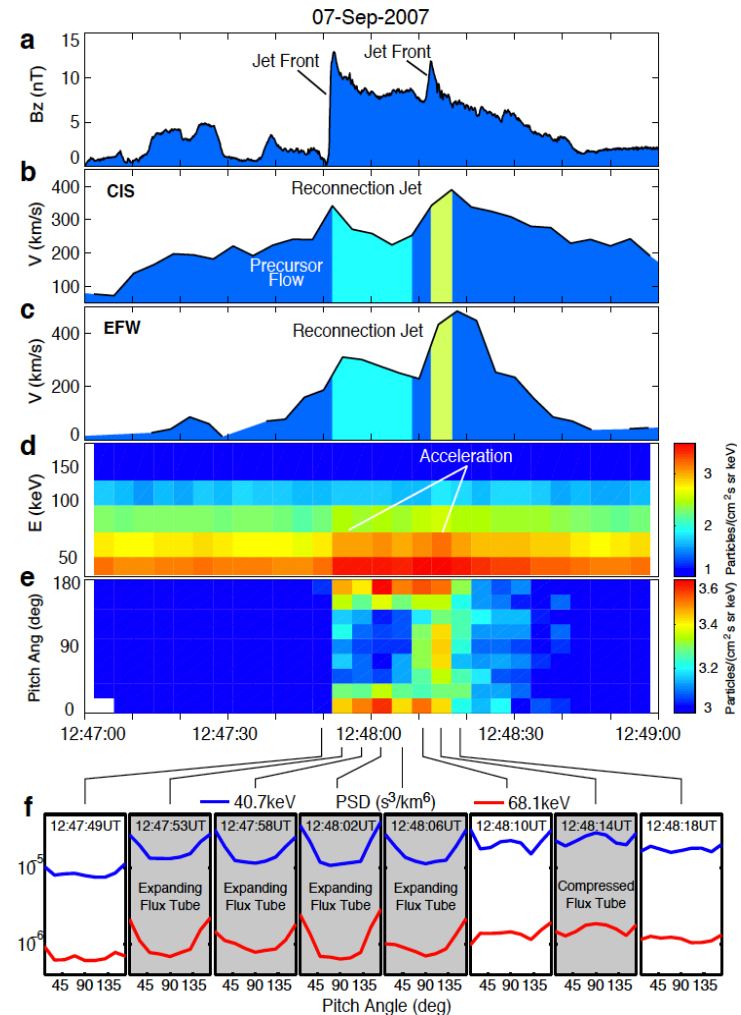 07-Sep-2007
a
15
10
5
0
Bz (nT)
Jet Front
Jet Front
b
400
300
200
100
V (km/s)
CIS
Reconnection Jet
Precursor
Flow
c
400
200
0
V (km/s)
EFW
Reconnection Jet
d
150
100
50
E (keV)
Acceleration
3
2
1
Particles/(cm² s sr keV)
e
180
90
0
Pitch Ang (deg)
3.6
3.4
3.2
3
Particles/(cm² s sr keV)
12:47:00 12:47:30 12:48:00 12:48:30 12:49:00
f
40.7keV PSD (s³/km⁶) 68.1keV
12:47:49UT 12:47:53UT 12:47:58UT 12:48:02UT 12:48:06UT 12:48:10UT 12:48:14UT 12:48:18UT
10⁻⁵
Expanding Expanding Expanding Expanding Compressed
Flux Tube Flux Tube Flux Tube Flux Tube Flux Tube
10⁻⁶
45 90 135 45 90 135 45 90 135 45 90 135 45 90 135 45 90 135 45 90 135 45 90 135
Pitch Angle (deg)